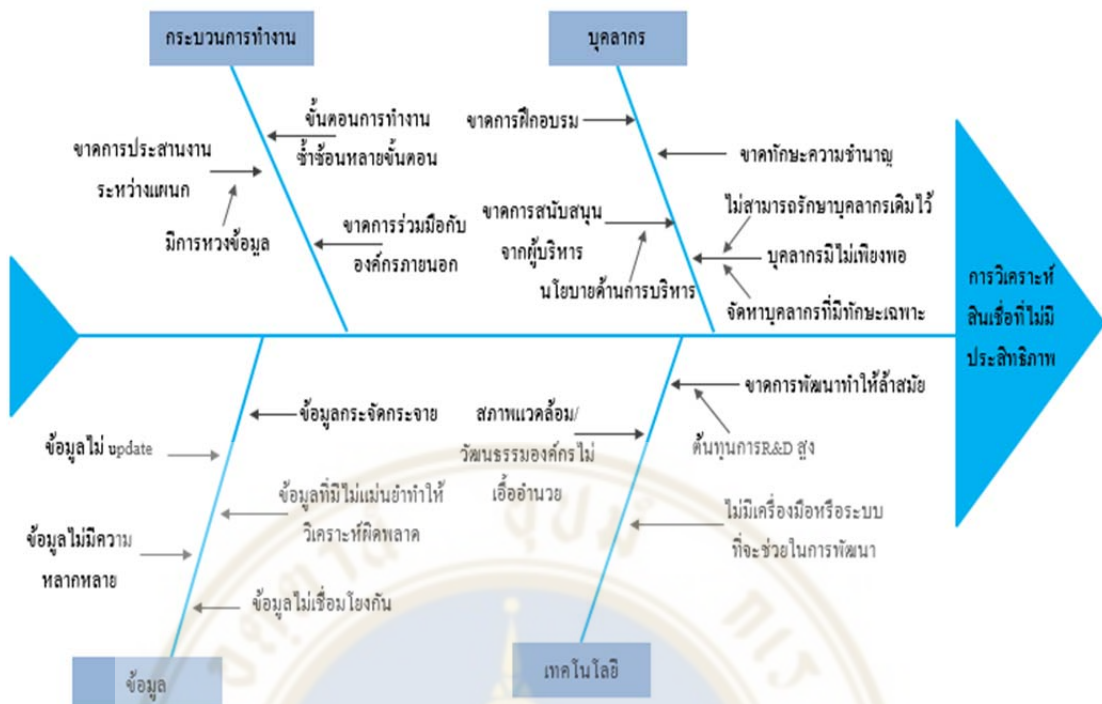 กระบวนการทำงาน
บุคลากร
ขั้นตอนการทำงาน
ซ้ำซ้อนหลายขั้นตอน
ขาดการประสานงาน
ระหว่างแผนก
มีการหวงข้อมูล
ขาดการร่วมมือกับ
องค์กรภายนอก
ขาดการฝึกอบรม
ขาดทักษะความชำนาญ
ขาดการสนับสนุน
จากผู้บริหาร
นโยบายด้านการบริหาร
ไม่สามารถรักษาบุคลากรเดิมไว้
บุคลากรมีไม่เพียงพอ
จัดหาบุคลากรที่มีทักษะเฉพาะ
การวิเคราะห์
สินเชื่อที่ไม่มี
ประสิทธิภาพ
ข้อมูลกระจัดกระจาย
ข้อมูลไม่ update
ข้อมูลที่มีไม่แม่นยำทำให้
วิเคราะห์ผิดพลาด
ข้อมูลไม่มีความ
หลากหลาย
ข้อมูลไม่เชื่อมโยงกัน
ขาดการพัฒนาทำให้ล้าสมัย
ต้นทุนการR&D สูง
สภาพแวดล้อม/
วัฒนธรรมองค์กรไม่
เอื้ออำนวย
ไม่มีเครื่องมือหรือระบบ
ที่จะช่วยในการพัฒนา
ข้อมูล
เทคโนโลยี